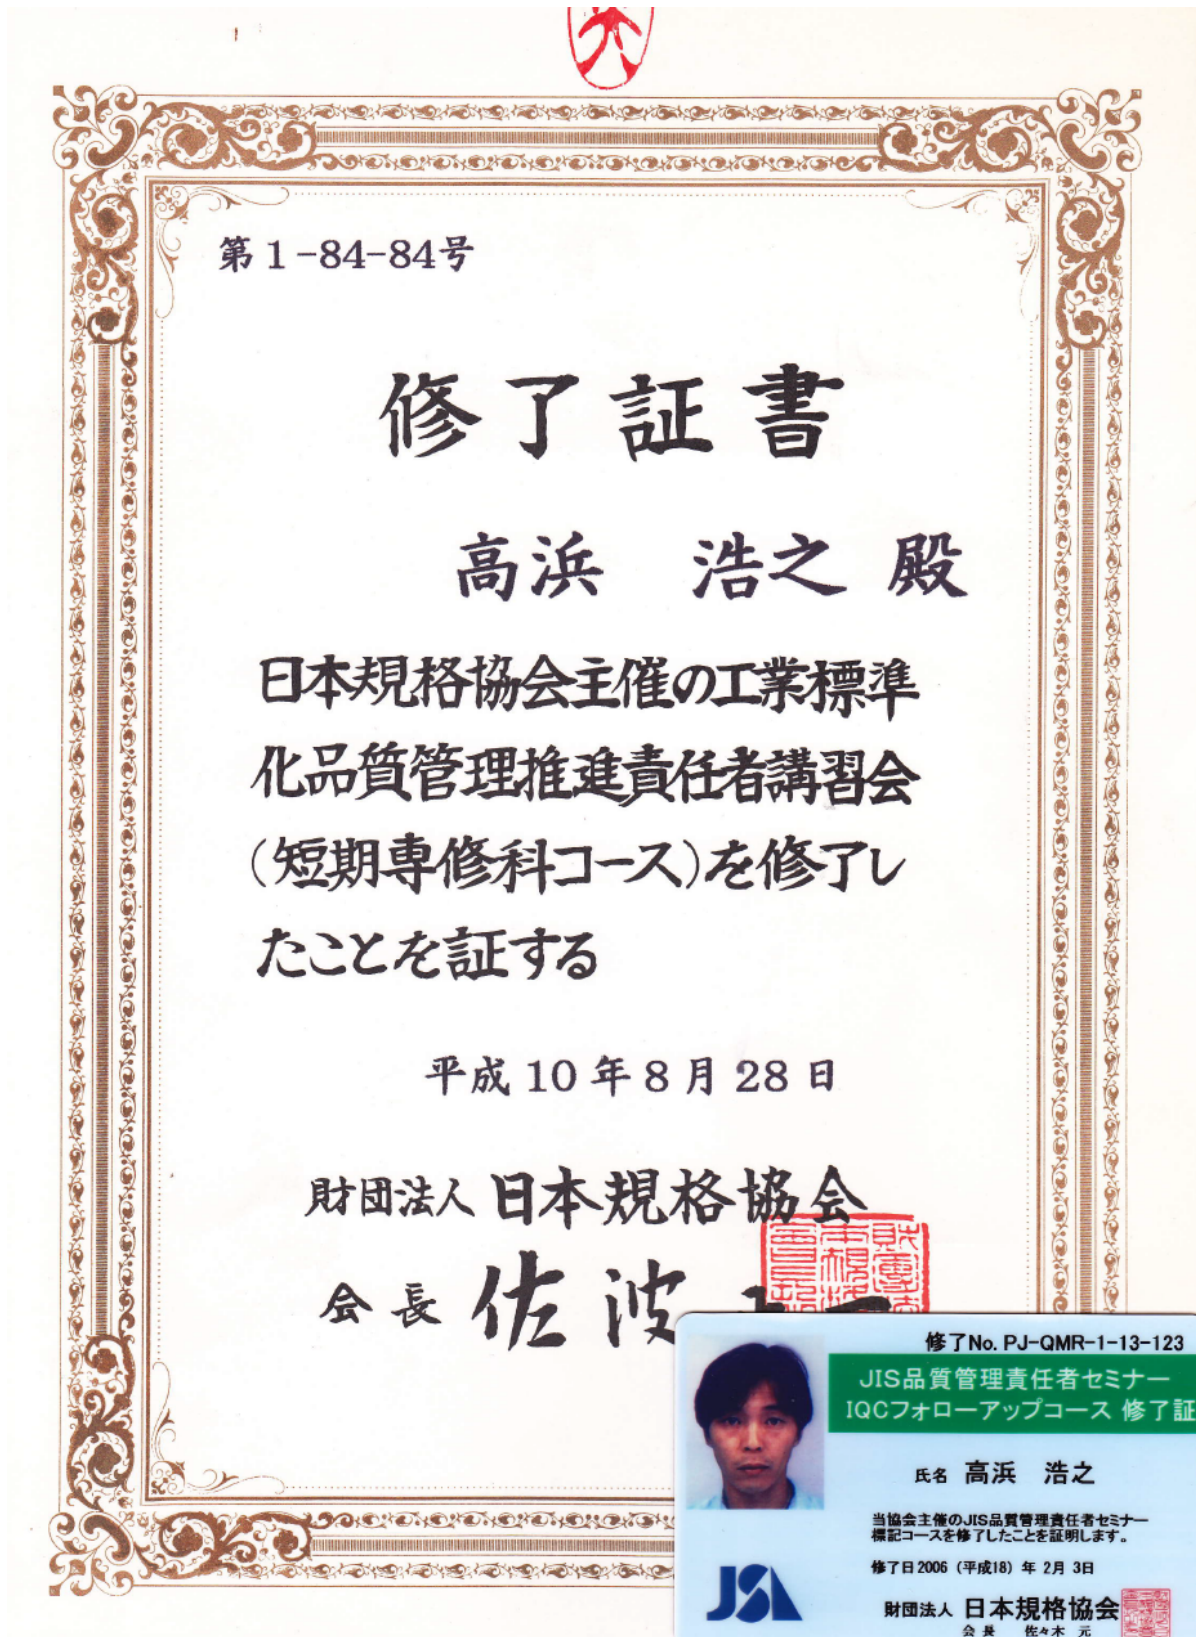 第1-84-84号
修了証書
高浜 浩之 殿
日本規格協会主催の工業標準
化品質管理推進責任者講習会
(短期専修科コース)を修了し
たことを証する
平成10年8月28日
財団法人 日本規格協会
会長 佐波
修了No. PJ-QMR-1-13-123
JIS品質管理責任者セミナー
IQCフォローアップコース 修了証
氏名 高浜 浩之
当協会主催のJIS品質管理責任者セミナー
標記コースを修了したことを証明します。
修了日2006(平成18)年 2月 3日
JSA
財団法人 日本規格協会
会長 佐々木 元